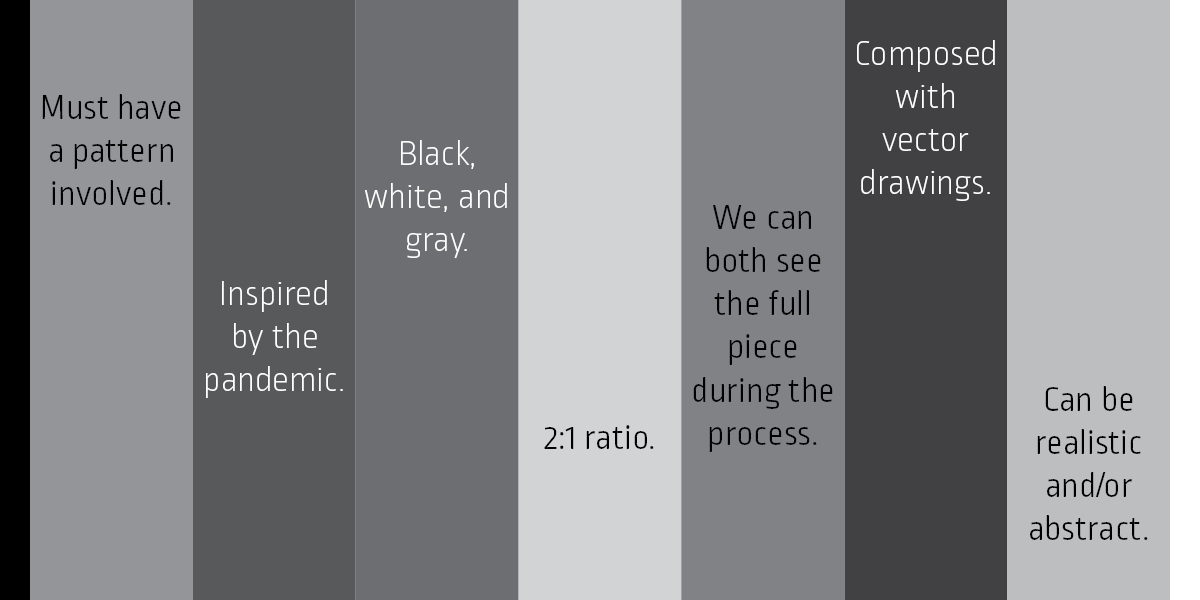 Must have
a pattern
involved.
Inspired
by the
pandemic.
Black,
white, and
gray.
2:1 ratio.
We can
both see
the full
piece
during the
process.
Composed
with
vector
drawings.
Can be
realistic
and/or
abstract.